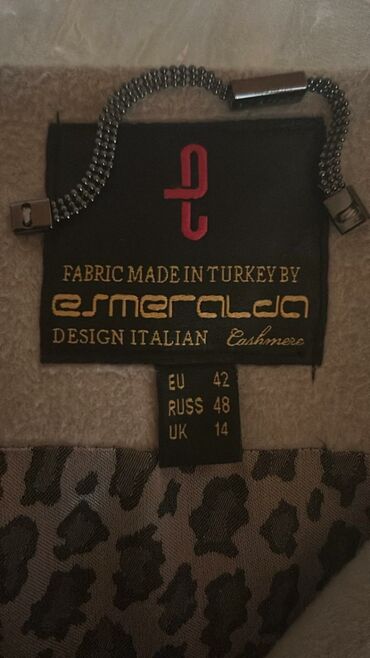 FABRIC MADE IN TURKEY BY
esmeralda
DESIGN ITALIAN Cashmere
EU 42
RUSS 48
UK 14